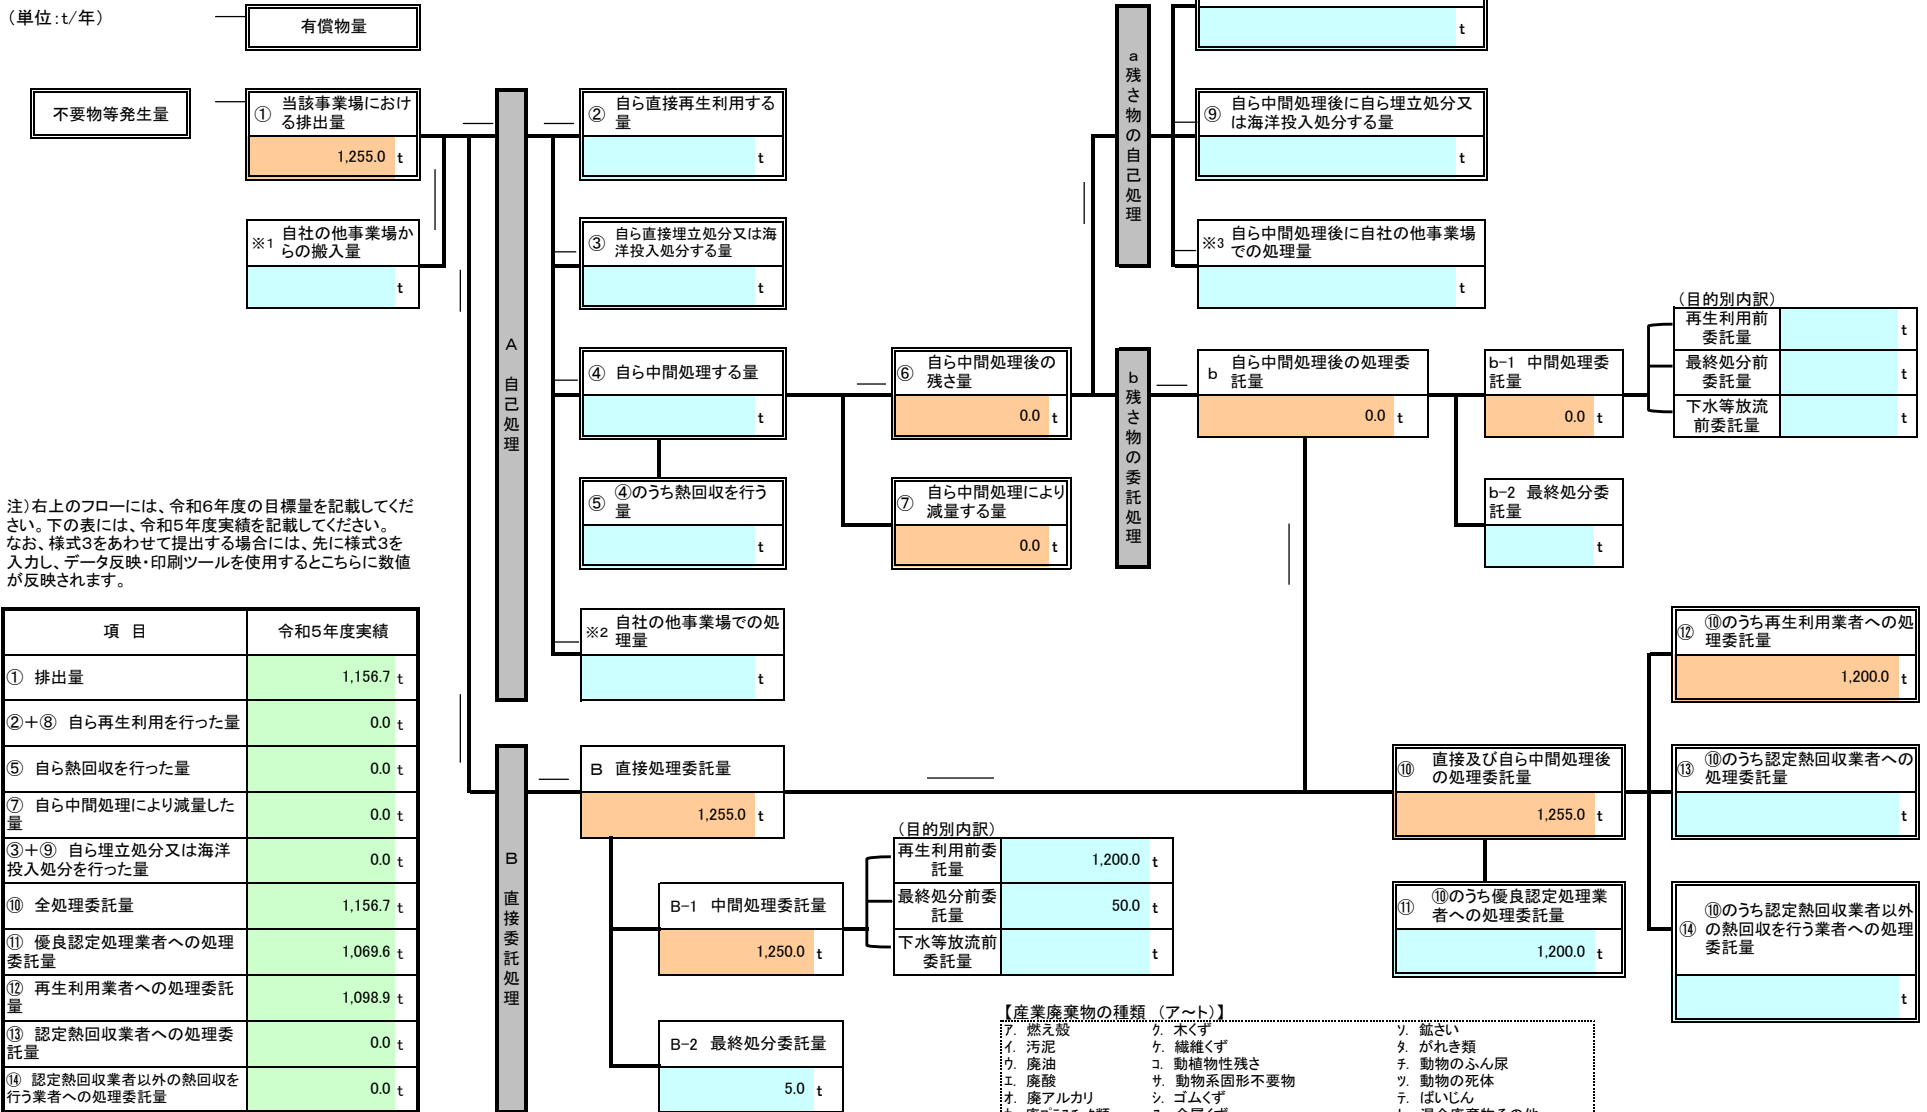 （単位：t/年）
有償物量
不要物等発生量
① 当該事業場におけ
る排出量
1,255.0 t
※1 自社の他事業場か
らの搬入量
t
A 自己処理
② 自ら直接再生利用する
量
t
③ 自ら直接埋立処分又は海
洋投入処分する量
t
④ 自ら中間処理する量
t
⑤ ④のうち熱回収を行う
量
t
※2 自社の他事業場での処
理量
t
⑥ 自ら中間処理後の
残さ量
0.0 t
⑦ 自ら中間処理により
減量する量
0.0 t
a 残さ物の自己処理
t
⑨ 自ら中間処理後に自ら埋立処分又
は海洋投入処分する量
t
※3 自ら中間処理後に自社の他事業場
での処理量
t
b 残さ物の委託処理
b 自ら中間処理後の処理委
託量
0.0 t
b-1 中間処理委
託量
0.0 t
b-2 最終処分委
託量
t
（目的別内訳）
再生利用前
委託量
t
最終処分前
委託量
t
下水等放流
前委託量
t
注）右上のフローには、令和６年度の目標量を記載してくだ
さい。下の表には、令和５年度実績を記載してください。
なお、様式３をあわせて提出する場合には、先に様式３を
入力し、データ反映・印刷ツールを使用するとこちらに数値
が反映されます。
項 目 令和５年度実績
① 排出量 1,156.7 t
②＋⑧ 自ら再生利用を行った量 0.0 t
⑤ 自ら熱回収を行った量 0.0 t
⑦ 自ら中間処理により減量した
量 0.0 t
③＋⑨ 自ら埋立処分又は海洋
投入処分を行った量 0.0 t
⑩ 全処理委託量 1,156.7 t
⑪ 優良認定処理業者への処理
委託量 1,069.6 t
⑫ 再生利用業者への処理委託
量 1,098.9 t
⑬ 認定熱回収業者への処理委
託量 0.0 t
⑭ 認定熱回収業者以外の熱回収を
行う業者への処理委託量 0.0 t
B 直接委託処理
B 直接処理委託量
1,255.0 t
B-1 中間処理委託量
1,250.0 t
B-2 最終処分委託量
5.0 t
（目的別内訳）
再生利用前委
託量 1,200.0 t
最終処分前委
託量 50.0 t
下水等放流前
委託量 t
⑩ 直接及び自ら中間処理後
の処理委託量
1,255.0 t
⑪ ⑩のうち優良認定処理業
者への処理委託量
1,200.0 t
⑫ ⑩のうち再生利用業者への処
理委託量
1,200.0 t
⑬ ⑩のうち認定熱回収業者への
処理委託量
t
⑭ ⑩のうち認定熱回収業者以外
の熱回収を行う業者への処理
委託量
t
【産業廃棄物の種類 （ア～ト）】
ア. 燃え殻 ク. 木くず ソ. 鉱さい
イ. 汚泥 ケ. 繊維くず タ. がれき類
ウ. 廃油 コ. 動植物性残さ チ. 動物のふん尿
エ. 廃酸 サ. 動物系固形不要物 ツ. 動物の死体
オ. 廃アルカリ シ. ゴムくず テ. ばいじん